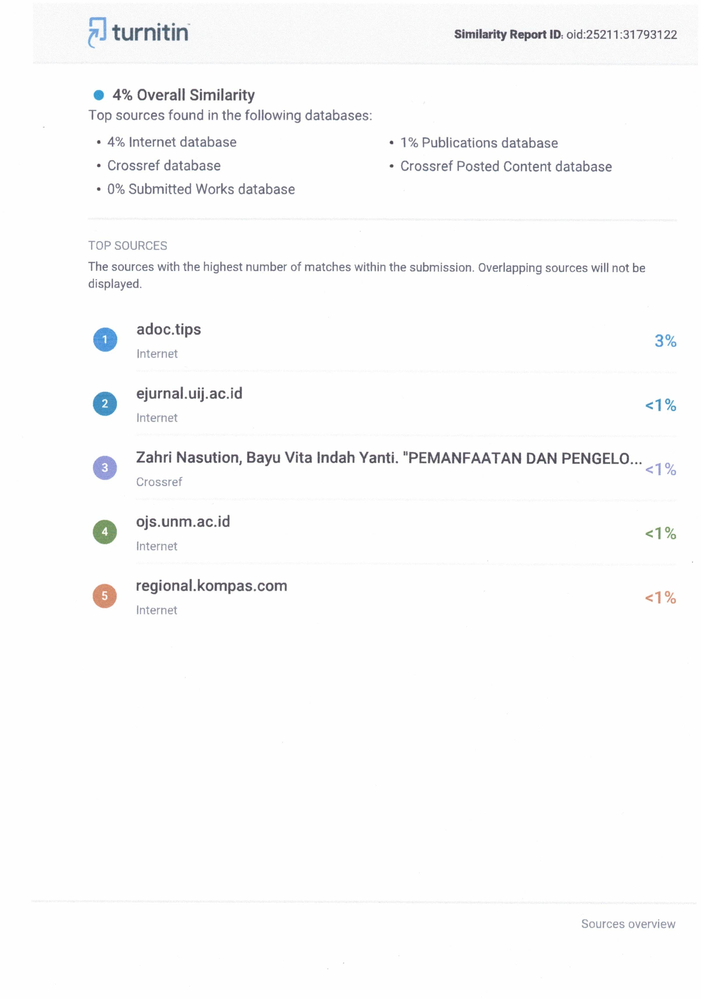 turnitin™
Similarity Report ID: oid:25211:31793122
4% Overall Similarity
Top sources found in the following databases:
• 4% Internet database
• 1% Publications database
• Crossref database
• Crossref Posted Content database
• 0% Submitted Works database
TOP SOURCES
The sources with the highest number of matches within the submission. Overlapping sources will not be
displayed.
1
adoc.tips
3%
Internet
2
ejurnal.uij.ac.id
<1%
Internet
3
Zahri Nasution, Bayu Vita Indah Yanti. "PEMANFAATAN DAN PENGELO...
<1%
Crossref
4
ojs.unm.ac.id
<1%
Internet
5
regional.kompas.com
<1%
Internet
Sources overview